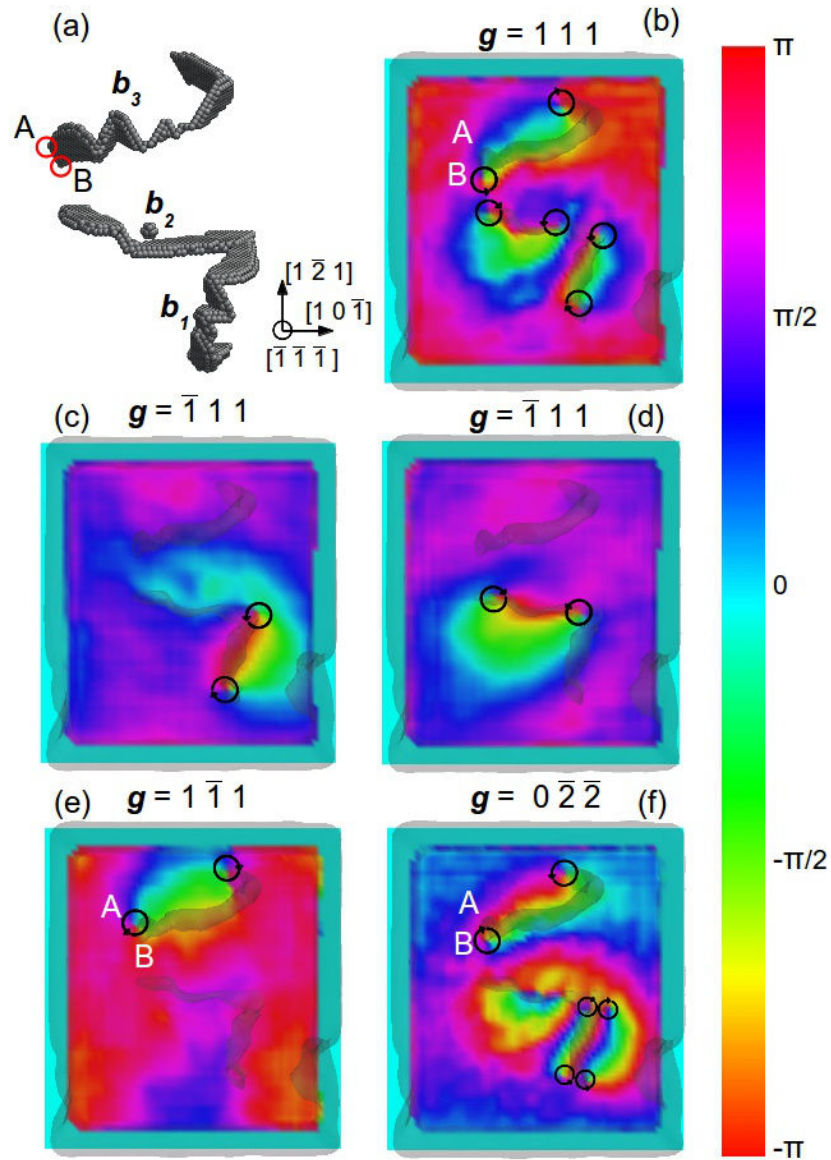 (a)
b₃
A
B
b₂
b₁
[1 2̅ 1]
[1 0 1̅]
[1̅ 1̅ 1̅]
(b)
g = 1 1 1
A
B
(c)
g = 1̅ 1 1
(d)
g = 1̅ 1 1
(e)
g = 1 1̅ 1
A
B
(f)
g = 0 2̅ 2̅
A
B
π
π/2
0
-π/2
-π